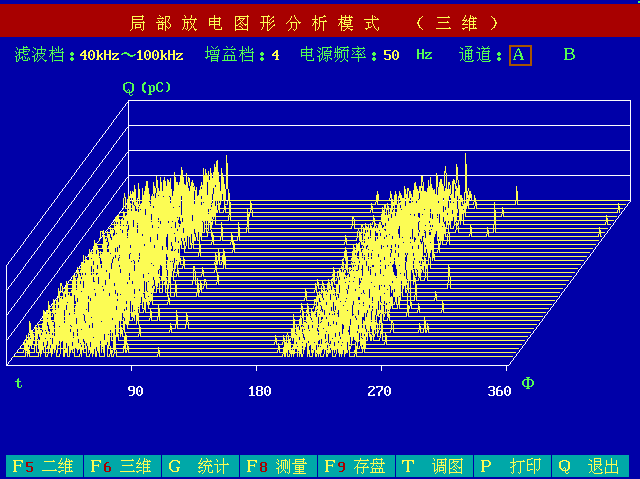 局部放电图形分析模式 (三维)
滤波档：40kHz～100kHz 增益档：4 电源频率：50 Hz 通道：A B
Q (pC)
t 90 180 270 360 Φ
F5 二维 F6 三维 G 统计 F8 测量 F9 存盘 T 调图 P 打印 Q 退出